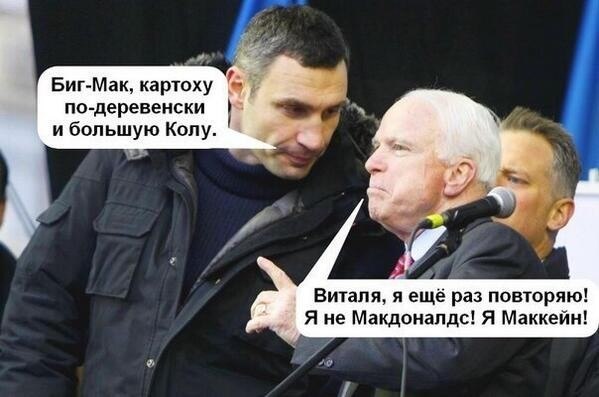 Биг-Мак, картоху
по-деревенски
и большую Колу.
Виталя, я ещё раз повторяю!
Я не Макдоналдс! Я Маккейн!